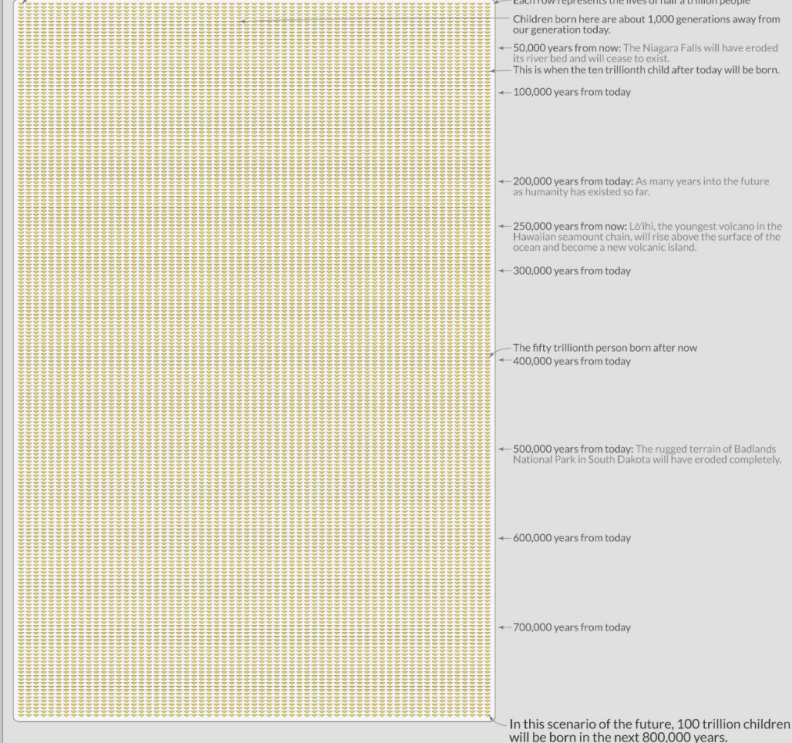 Each row represents the lives of half a trillion people
Children born here are about 1,000 generations away from
our generation today.
50,000 years from now: The Niagara Falls will have eroded
its river bed and will cease to exist.
This is when the ten trillionth child after today will be born.
100,000 years from today
200,000 years from today: As many years into the future
as humanity has existed so far.
250,000 years from now: Lō'ihi, the youngest volcano in the
Hawaiian seamount chain, will rise above the surface of the
ocean and become a new volcanic island.
300,000 years from today
The fifty trillionth person born after now
400,000 years from today
500,000 years from today: The rugged terrain of Badlands
National Park in South Dakota will have eroded completely.
600,000 years from today
700,000 years from today
In this scenario of the future, 100 trillion children
will be born in the next 800,000 years.